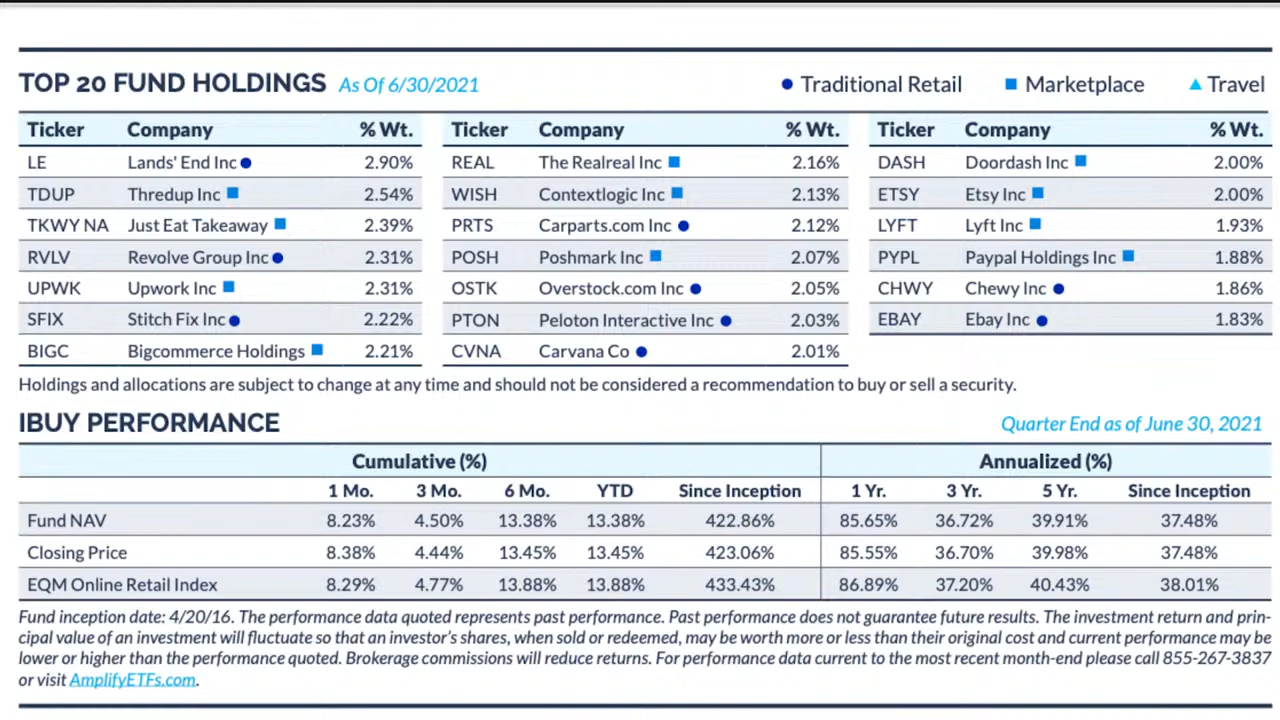 TOP 20 FUND HOLDINGS As Of 6/30/2021 Traditional Retail Marketplace Travel
Ticker Company % Wt. Ticker Company % Wt. Ticker Company % Wt.
LE Lands' End Inc 2.90% REAL The Realreal Inc 2.16% DASH Doordash Inc 2.00%
TDUP Thredup Inc 2.54% WISH Contextlogic Inc 2.13% ETSY Etsy Inc 2.00%
TKWY NA Just Eat Takeaway 2.39% PRTS Carparts.com Inc 2.12% LYFT Lyft Inc 1.93%
RVLV Revolve Group Inc 2.31% POSH Poshmark Inc 2.07% PYPL Paypal Holdings Inc 1.88%
UPWK Upwork Inc 2.31% OSTK Overstock.com Inc 2.05% CHWY Chewy Inc 1.86%
SFIX Stitch Fix Inc 2.22% PTON Peloton Interactive Inc 2.03% EBAY Ebay Inc 1.83%
BIGC Bigcommerce Holdings 2.21% CVNA Carvana Co 2.01%
Holdings and allocations are subject to change at any time and should not be considered a recommendation to buy or sell a security.
IBUY PERFORMANCE Quarter End as of June 30, 2021
Cumulative (%) Annualized (%)
1 Mo. 3 Mo. 6 Mo. YTD Since Inception 1 Yr. 3 Yr. 5 Yr. Since Inception
Fund NAV 8.23% 4.50% 13.38% 13.38% 422.86% 85.65% 36.72% 39.91% 37.48%
Closing Price 8.38% 4.44% 13.45% 13.45% 423.06% 85.55% 36.70% 39.98% 37.48%
EQM Online Retail Index 8.29% 4.77% 13.88% 13.88% 433.43% 86.89% 37.20% 40.43% 38.01%
Fund inception date: 4/20/16. The performance data quoted represents past performance. Past performance does not guarantee future results. The investment return and prin-
cipal value of an investment will fluctuate so that an investor's shares, when sold or redeemed, may be worth more or less than their original cost and current performance may be
lower or higher than the performance quoted. Brokerage commissions will reduce returns. For performance data current to the most recent month-end please call 855-267-3837
or visit AmplifyETFs.com.